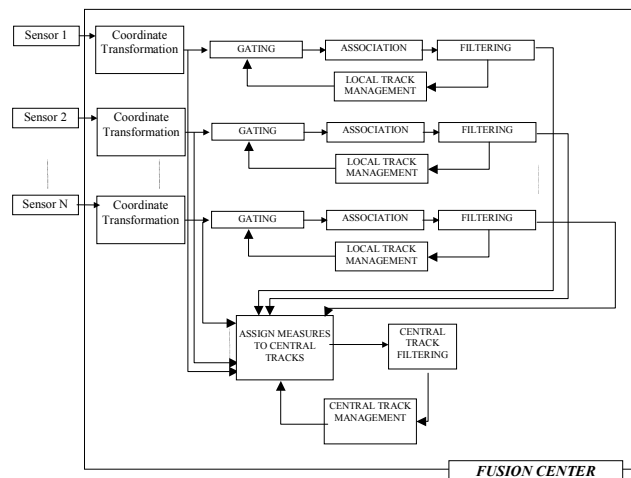 Sensor 1
Coordinate
Transformation
GATING
ASSOCIATION
FILTERING
LOCAL TRACK
MANAGEMENT
Sensor 2
Coordinate
Transformation
GATING
ASSOCIATION
FILTERING
LOCAL TRACK
MANAGEMENT
Sensor N
Coordinate
Transformation
GATING
ASSOCIATION
FILTERING
LOCAL TRACK
MANAGEMENT
ASSIGN MEASURES
TO CENTRAL
TRACKS
CENTRAL
TRACK
FILTERING
CENTRAL TRACK
MANAGEMENT
FUSION CENTER